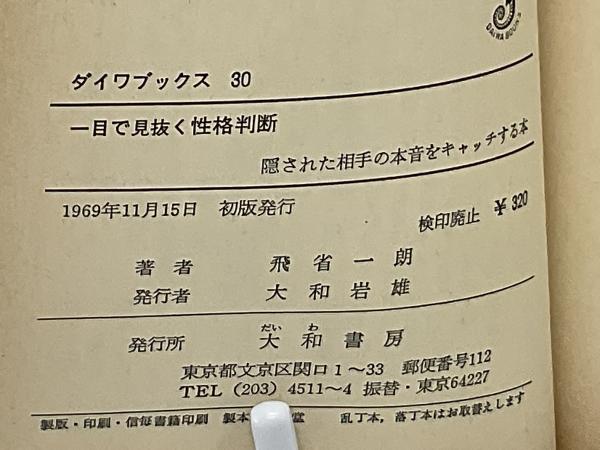 DAIWA BOOKS
ダイワブックス 30
一目で見抜く性格判断
隠された相手の本音をキャッチする本
1969年11月15日 初版発行
検印廃止 ¥320
著者 飛省一朗
発行者 大和岩雄
発行所 大和書房
だい わ
東京都文京区関口1～33 郵便番号112
TEL (203) 4511～4 振替・東京64227
製版・印刷・信毎書籍印刷 製本 堂 乱丁本,落丁本はお取替えします